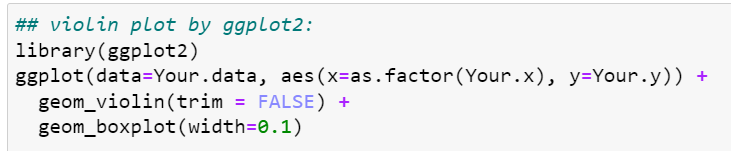 ## violin plot by ggplot2:
library(ggplot2)
ggplot(data=Your.data, aes(x=as.factor(Your.x), y=Your.y)) +
  geom_violin(trim = FALSE) +
  geom_boxplot(width=0.1)